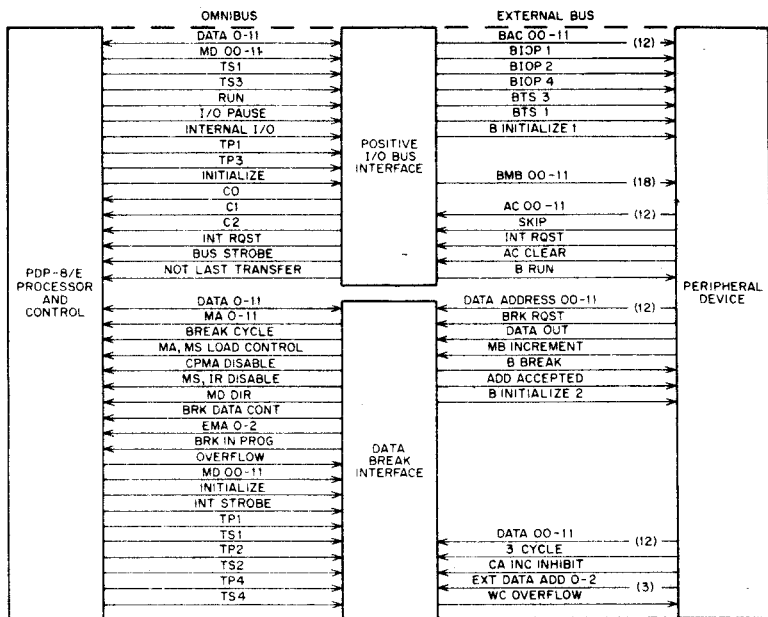 OMNIBUS
EXTERNAL BUS
DATA 0-11
MD 00-11
TS1
TS3
RUN
I/O PAUSE
INTERNAL I/O
TP1
TP3
INITIALIZE
C0
C1
C2
INT RQST
BUS STROBE
NOT LAST TRANSFER
PDP-8/E
PROCESSOR
AND
CONTROL
DATA 0-11
MA 0-11
BREAK CYCLE
MA, MS LOAD CONTROL
CPMA DISABLE
MS, IR DISABLE
MD DIR
BRK DATA CONT
EMA 0-2
BRK IN PROG
OVERFLOW
MD 00-11
INITIALIZE
INT STROBE
TP1
TS1
TP2
TS2
TP4
TS4
POSITIVE
I/O BUS
INTERFACE
DATA
BREAK
INTERFACE
BAC 00-11 (12)
BIOP 1
BIOP 2
BIOP 4
BTS 3
BTS 1
B INITIALIZE 1
BMB 00-11 (18)
AC 00-11 (12)
SKIP
INT RQST
AC CLEAR
B RUN
DATA ADDRESS 00-11 (12)
BRK RQST
DATA OUT
MB INCREMENT
B BREAK
ADD ACCEPTED
B INITIALIZE 2
DATA 00-11 (12)
3 CYCLE
CA INC INHIBIT
EXT DATA ADD 0-2 (3)
WC OVERFLOW
PERIPHERAL
DEVICE